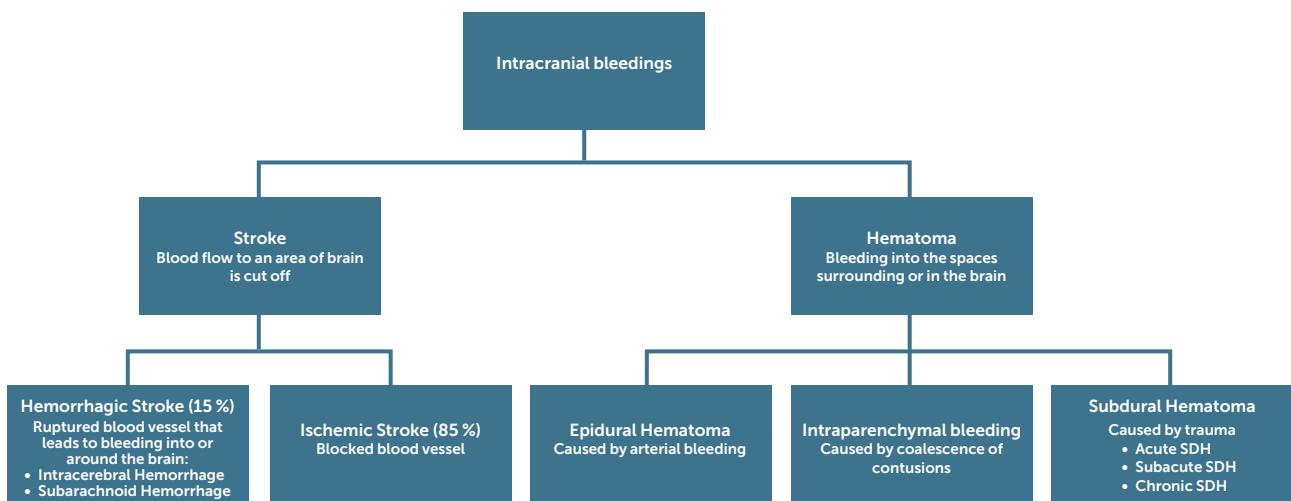 Intracranial bleedings
Stroke
Blood flow to an area of brain
is cut off
Hematoma
Bleeding into the spaces
surrounding or in the brain
Hemorrhagic Stroke (15 %)
Ruptured blood vessel that
leads to bleeding into or
around the brain:
• Intracerebral Hemorrhage
• Subarachnoid Hemorrhage
Ischemic Stroke (85 %)
Blocked blood vessel
Epidural Hematoma
Caused by arterial bleeding
Intraparenchymal bleeding
Caused by coalescence of
contusions
Subdural Hematoma
Caused by trauma
• Acute SDH
• Subacute SDH
• Chronic SDH